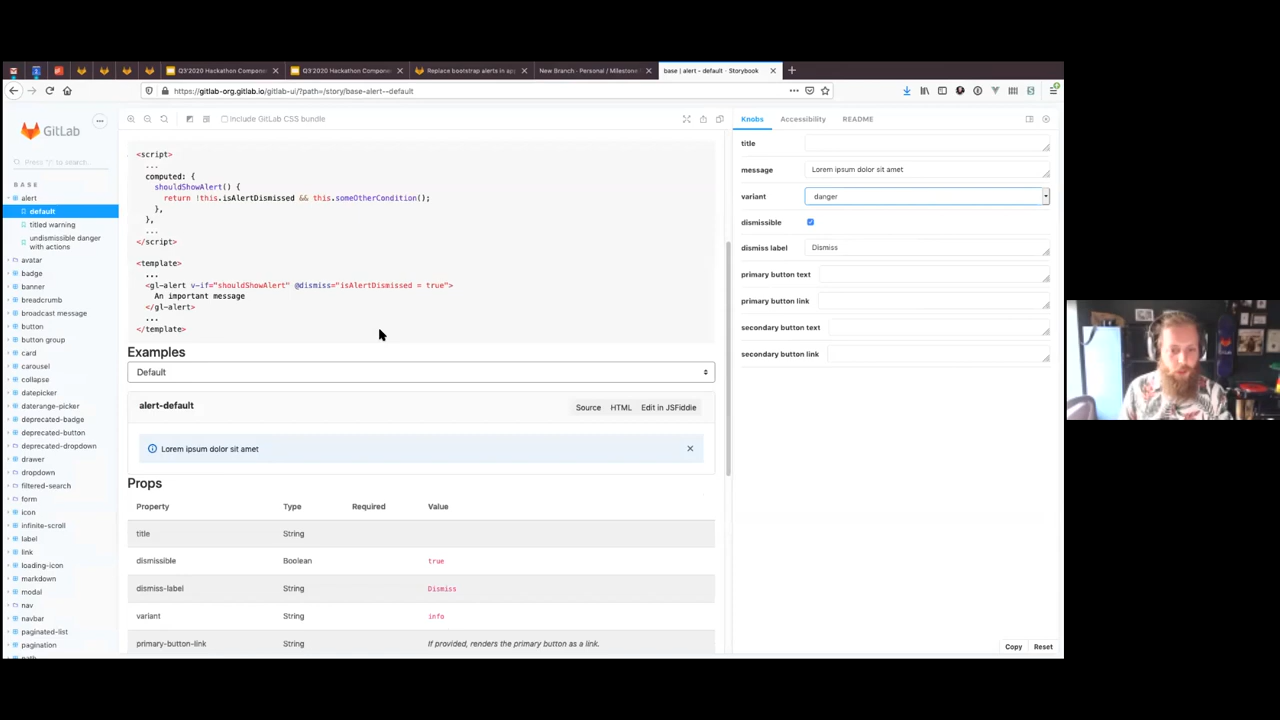 Q3'2020 Hackathon Compone
Q3'2020 Hackathon Compone
Replace bootstrap alerts in ap
New Branch · Personal / Milestone
base | alert - default · Storybook
https://gitlab-org.gitlab.io/gitlab-ui/?path=/story/base-alert--default
GitLab
Press "/" to search...
BASE
alert
default
titled warning
undismissible danger
with actions
avatar
badge
banner
breadcrumb
broadcast message
button
button group
card
carousel
collapse
datepicker
daterange-picker
deprecated-badge
deprecated-button
deprecated-dropdown
drawer
dropdown
filtered-search
form
icon
infinite-scroll
label
link
loading-icon
markdown
modal
nav
navbar
paginated-list
pagination
include GitLab CSS bundle
<script>
...
computed: {
shouldShowAlert() {
return !this.isAlertDismissed && this.someOtherCondition();
},
},
...
</script>
<template>
...
<gl-alert v-if="shouldShowAlert" @dismiss="isAlertDismissed = true">
An important message
</gl-alert>
...
</template>
Examples
Default
alert-default
Source HTML Edit in JSFiddle
Lorem ipsum dolor sit amet
Props
Property Type Required Value
title String
dismissible Boolean true
dismiss-label String Dismiss
variant String info
primary-button-link String If provided, renders the primary button as a link.
Knobs Accessibility README
title
message Lorem ipsum dolor sit amet
variant danger
dismissible
dismiss label Dismiss
primary button text
primary button link
secondary button text
secondary button link
Copy Reset